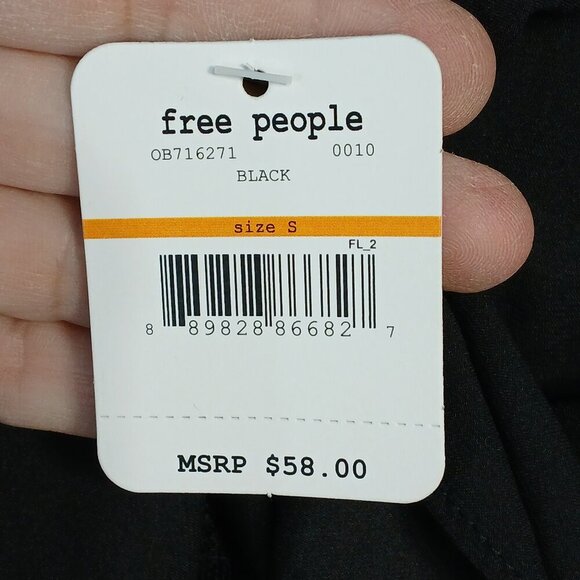 free people
OB716271 0010
BLACK
size S
FL_2
8 89828 86682 7
MSRP $58.00